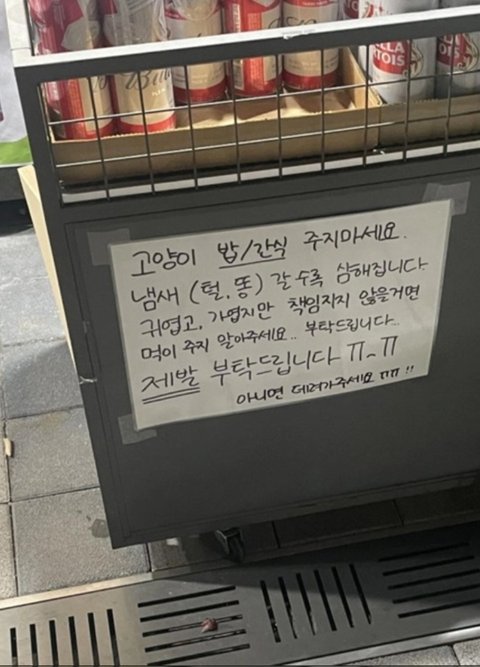 고양이 밥/간식 주지마세요.
냄새 (털, 똥) 갈 수록 심해집니다.
귀엽고, 가엽지만 책임지지 않을거면
먹이 주지 말아주세요.. 부탁드립니다..
제발 부탁드립니다 ㅠ_ㅠ
아니면 데려가주세요 ㅠㅠ !!